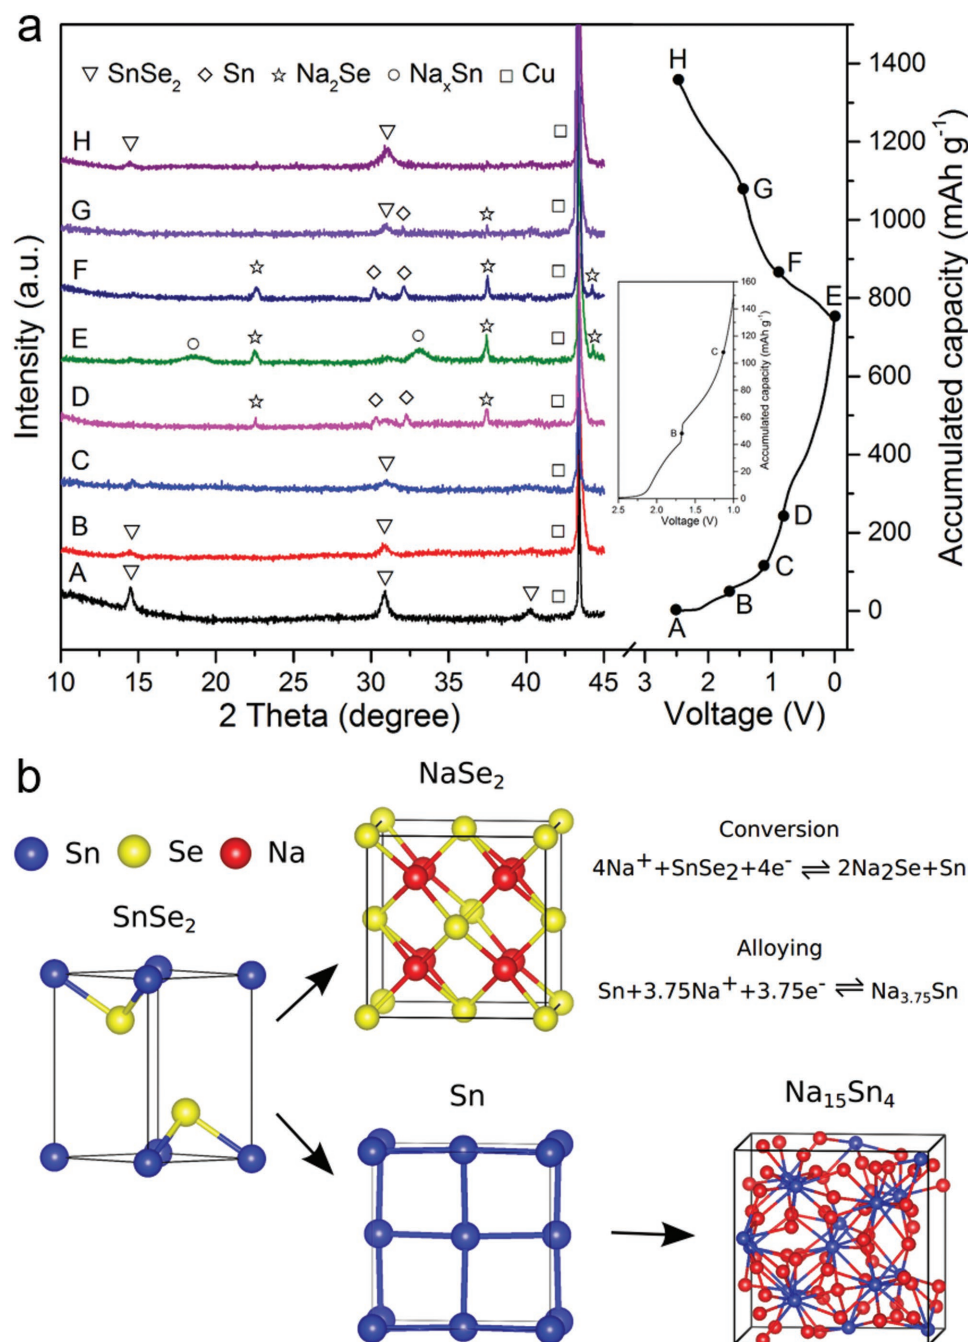 a
▽ SnSe₂ ◇ Sn ☆ Na₂Se ○ NaₓSn □ Cu
H
G
F
E
D
C
B
A
Intensity (a.u.)
10 15 20 25 30 35 40 45
2 Theta (degree)
H
G
F
E
D
C
B
A
1400
1200
1000
800
600
400
200
0
Accumulated capacity (mAh g⁻¹)
3 2 1 0
Voltage (V)
160
140
120
100
80
60
40
20
0
Accumulated capacity (mAh g⁻¹)
C
B
2.5 2.0 1.5 1.0
Voltage (V)
b
NaSe₂
Sn Se Na
SnSe₂
Conversion
4Na⁺+SnSe₂+4e⁻ ⇌ 2Na₂Se+Sn
Alloying
Sn+3.75Na⁺+3.75e⁻ ⇌ Na₃.₇₅Sn
Sn
Na₁₅Sn₄